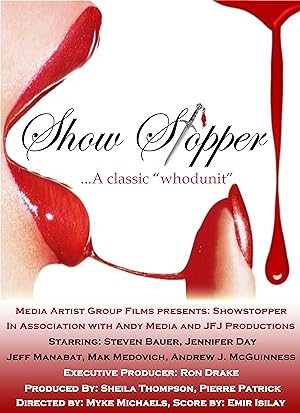 Show Stopper
...A classic "whodunit"
Media Artist Group Films presents: Showstopper
In Association with Andy Media and JFJ Productions
Starring: Steven Bauer, Jennifer Day
Jeff Manabat, Mak Medovich, Andrew J. McGuinness
Executive Producer: Ron Drake
Produced By: Sheila Thompson, Pierre Patrick
Directed by: Myke Michaels, Score by: Emir Isilay